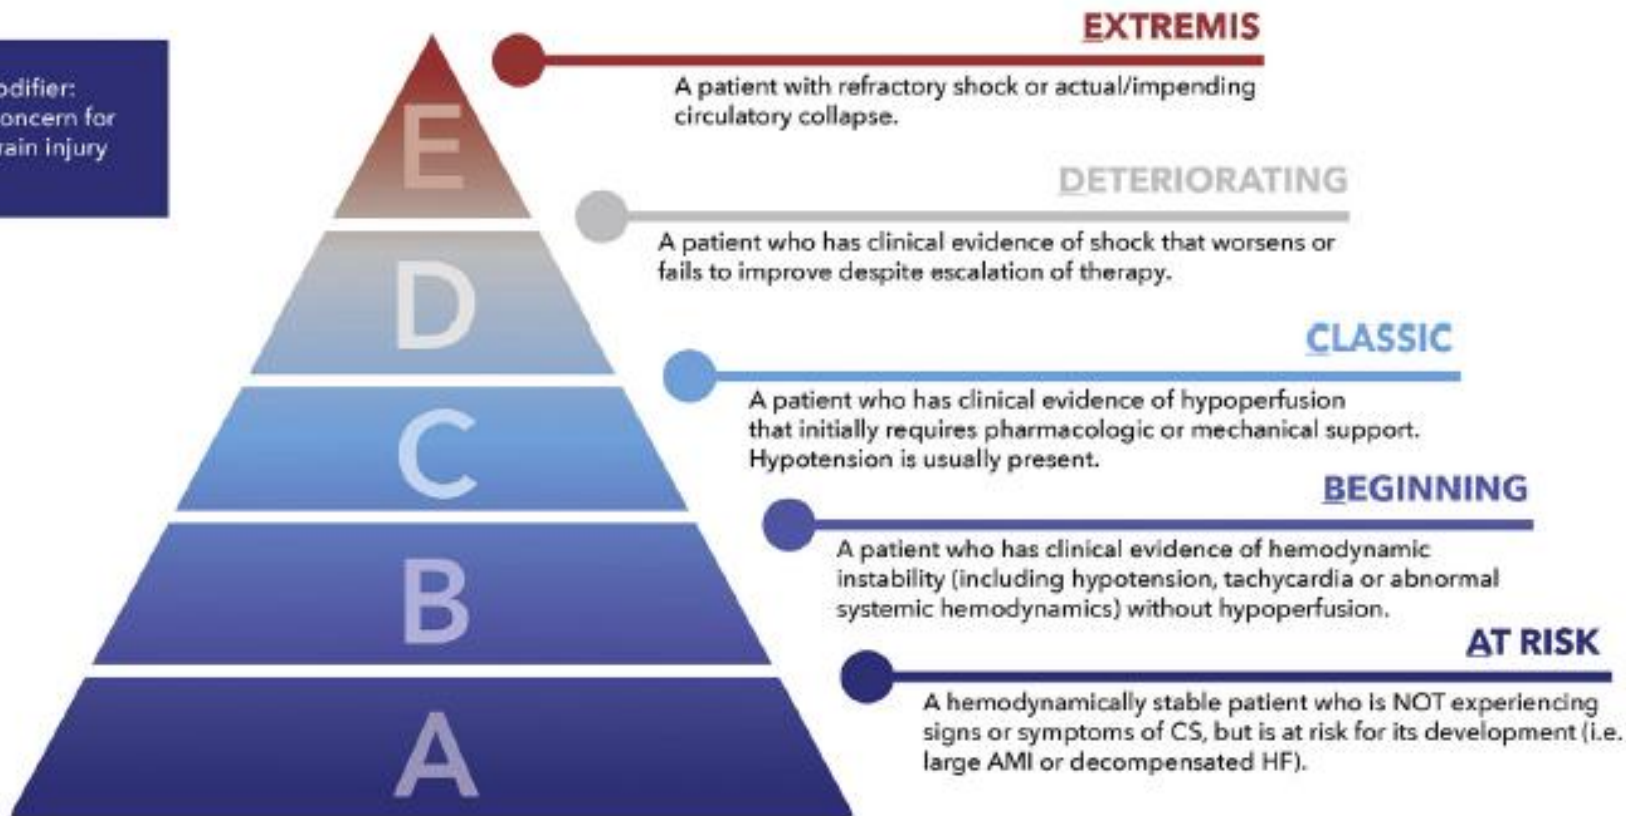 odifier:
oncern for
rain injury
E
EXTREMIS
A patient with refractory shock or actual/impending
circulatory collapse.
D
DETERIORATING
A patient who has clinical evidence of shock that worsens or
fails to improve despite escalation of therapy.
C
CLASSIC
A patient who has clinical evidence of hypoperfusion
that initially requires pharmacologic or mechanical support.
Hypotension is usually present.
B
BEGINNING
A patient who has clinical evidence of hemodynamic
instability (including hypotension, tachycardia or abnormal
systemic hemodynamics) without hypoperfusion.
A
AT RISK
A hemodynamically stable patient who is NOT experiencing
signs or symptoms of CS, but is at risk for its development (i.e.
large AMI or decompensated HF).